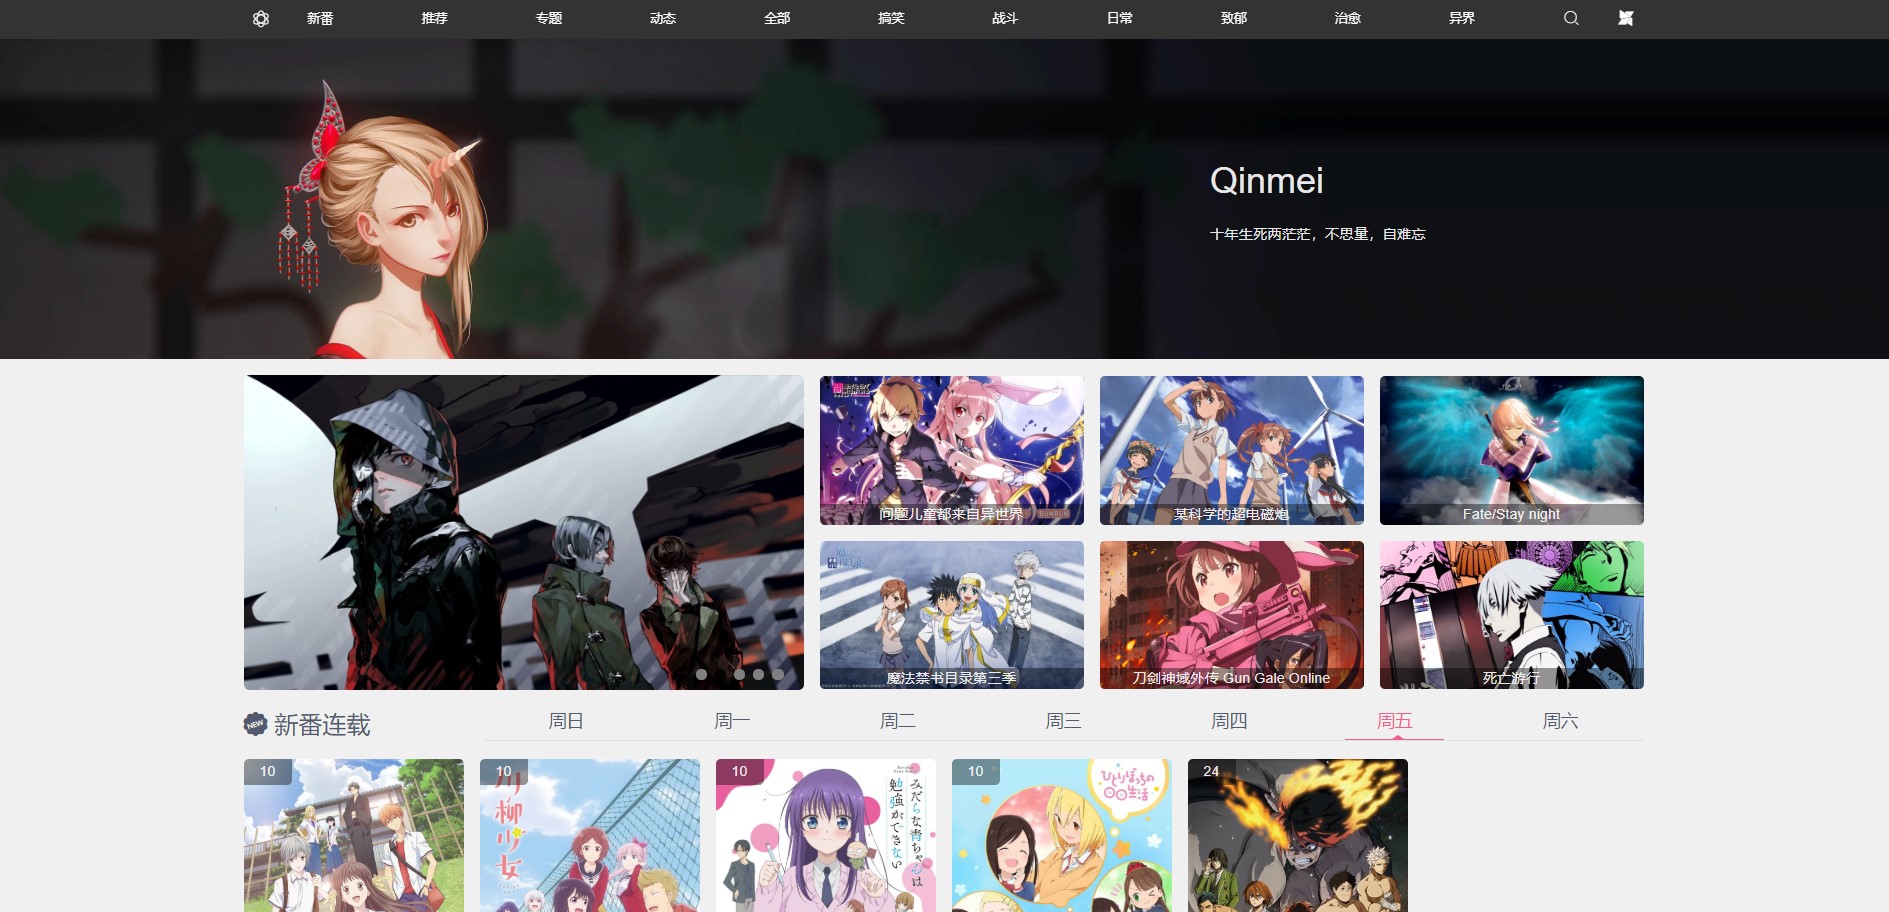 新番 推荐 专题 动态 全部 搞笑 战斗 日常 致郁 治愈 异界
Qinmei
十年生死两茫茫，不思量，自难忘
问题儿童都来自异世界
某科学的超电磁炮
Fate/Stay night
魔法禁书目录第三季
刀剑神域外传 Gun Gale Online
死亡游行
NEW 新番连载 周日 周一 周二 周三 周四 周五 周六
10
10
10
10
24
川柳少女
みだらな青ちゃんは
勉強ができない
ひとりぼっちの
○○生活